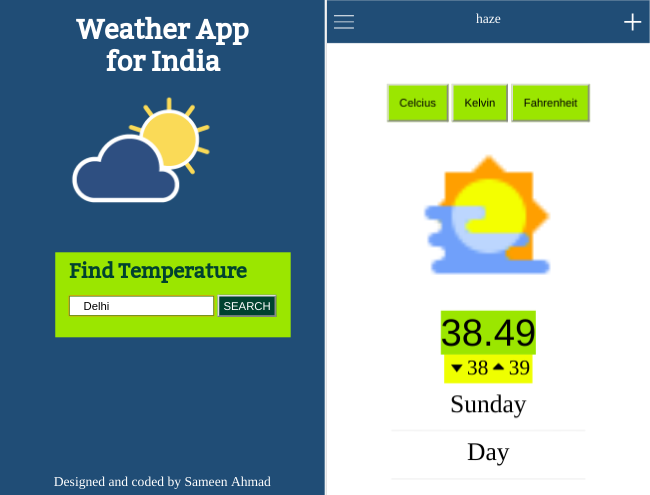 Weather App
for India
Find Temperature
Delhi
SEARCH
Designed and coded by Sameen Ahmad
haze
Celcius
Kelvin
Fahrenheit
38.49
38 39
Sunday
Day